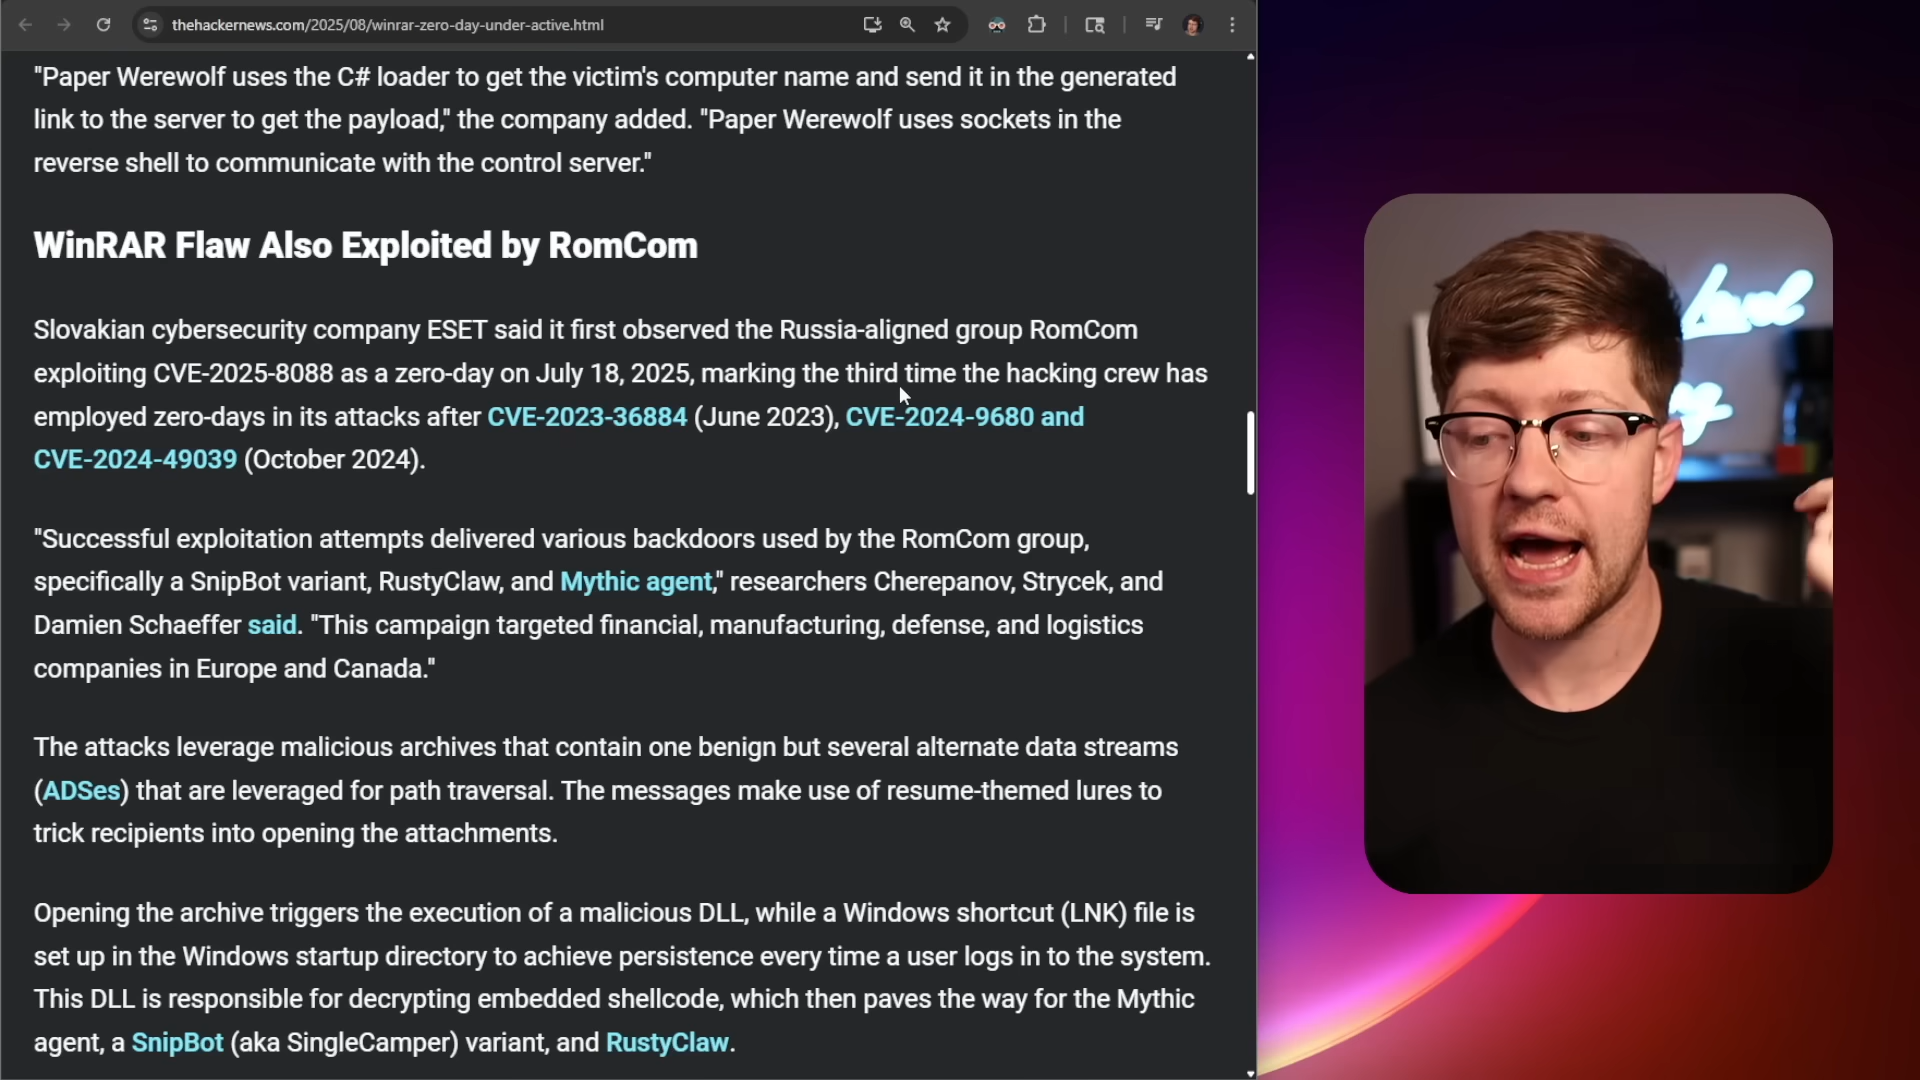 thehackernews.com/2025/08/winrar-zero-day-under-active.html
"Paper Werewolf uses the C# loader to get the victim's computer name and send it in the generated
link to the server to get the payload," the company added. "Paper Werewolf uses sockets in the
reverse shell to communicate with the control server."
WinRAR Flaw Also Exploited by RomCom
Slovakian cybersecurity company ESET said it first observed the Russia-aligned group RomCom
exploiting CVE-2025-8088 as a zero-day on July 18, 2025, marking the third time the hacking crew has
employed zero-days in its attacks after CVE-2023-36884 (June 2023), CVE-2024-9680 and
CVE-2024-49039 (October 2024).
"Successful exploitation attempts delivered various backdoors used by the RomCom group,
specifically a SnipBot variant, RustyClaw, and Mythic agent," researchers Cherepanov, Strycek, and
Damien Schaeffer said. "This campaign targeted financial, manufacturing, defense, and logistics
companies in Europe and Canada."
The attacks leverage malicious archives that contain one benign but several alternate data streams
(ADSes) that are leveraged for path traversal. The messages make use of resume-themed lures to
trick recipients into opening the attachments.
Opening the archive triggers the execution of a malicious DLL, while a Windows shortcut (LNK) file is
set up in the Windows startup directory to achieve persistence every time a user logs in to the system.
This DLL is responsible for decrypting embedded shellcode, which then paves the way for the Mythic
agent, a SnipBot (aka SingleCamper) variant, and RustyClaw.
Level